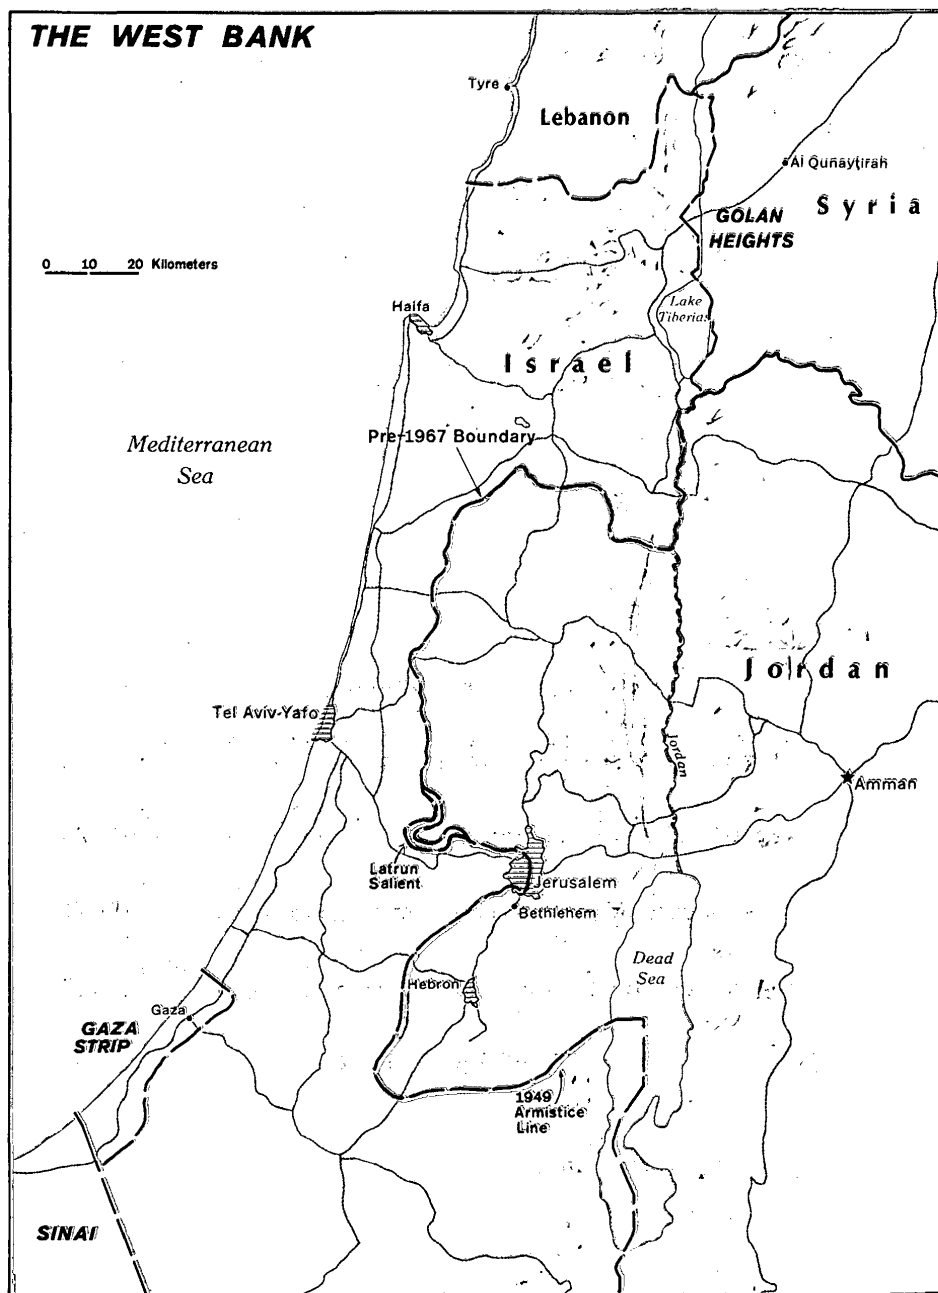 THE WEST BANK
Tyre
Lebanon
Al Qunaytirah
Syria
GOLAN
HEIGHTS
0 10 20 Kilometers
Haifa
Lake
Tiberias
Israel
Pre-1967 Boundary
Mediterranean
Sea
Jordan
Tel Aviv-Yafo
Jordan
Amman
Latrun
Salient
Jerusalem
Bethlehem
Dead
Sea
Hebron
Gaza
GAZA
STRIP
1949
Armistice
Line
SINAI